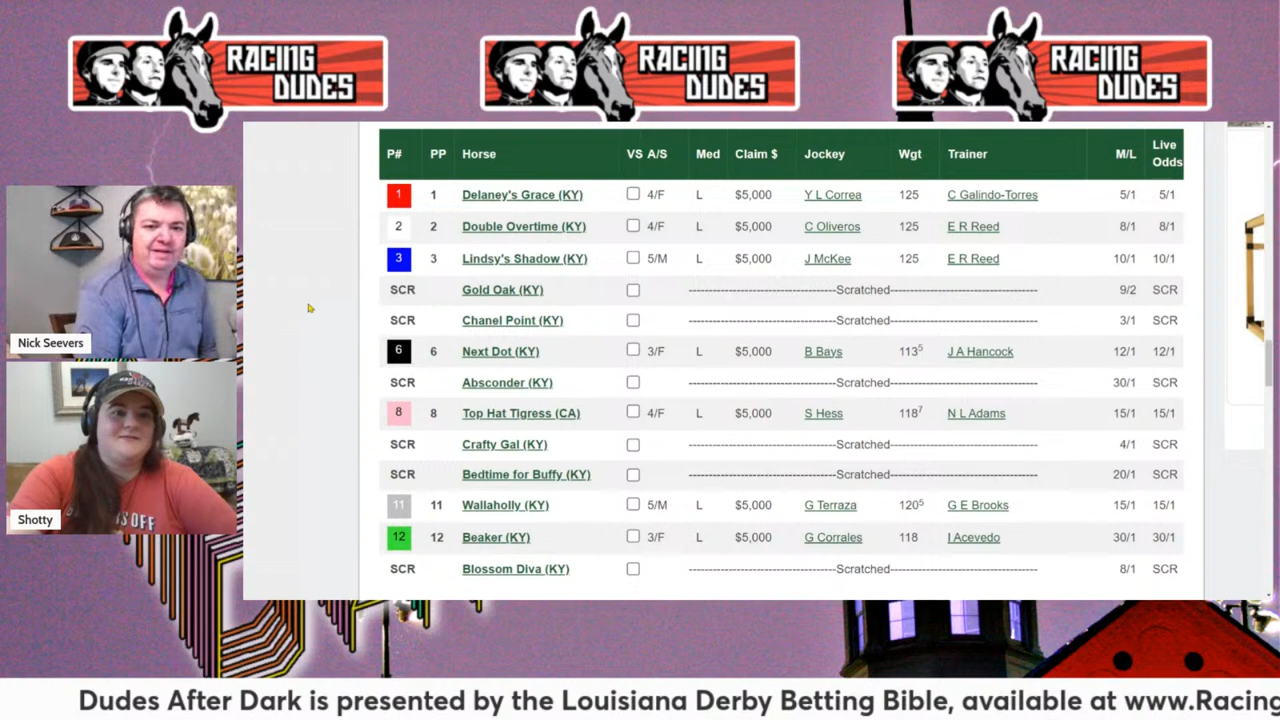 RACING
DUDES
RACING
DUDES
RACING
DUDES
P# PP Horse VS A/S Med Claim $ Jockey Wgt Trainer M/L Live Odds
1 1 Delaney's Grace (KY) 4/F L $5,000 Y L Correa 125 C Galindo-Torres 5/1 5/1
2 2 Double Overtime (KY) 4/F L $5,000 C Oliveros 125 E R Reed 8/1 8/1
3 3 Lindsy's Shadow (KY) 5/M L $5,000 J McKee 125 E R Reed 10/1 10/1
SCR Gold Oak (KY) ---Scratched--- 9/2 SCR
SCR Chanel Point (KY) ---Scratched--- 3/1 SCR
6 6 Next Dot (KY) 3/F L $5,000 B Bays 113⁵ J A Hancock 12/1 12/1
SCR Absconder (KY) ---Scratched--- 30/1 SCR
8 8 Top Hat Tigress (CA) 4/F L $5,000 S Hess 118⁷ N L Adams 15/1 15/1
SCR Crafty Gal (KY) ---Scratched--- 4/1 SCR
SCR Bedtime for Buffy (KY) ---Scratched--- 20/1 SCR
11 11 Wallaholly (KY) 5/M L $5,000 G Terraza 120⁵ G E Brooks 15/1 15/1
12 12 Beaker (KY) 3/F L $5,000 G Corrales 118 I Acevedo 30/1 30/1
SCR Blossom Diva (KY) ---Scratched--- 8/1 SCR
Nick Seevers
Shotty
Dudes After Dark is presented by the Louisiana Derby Betting Bible, available at www.Racing